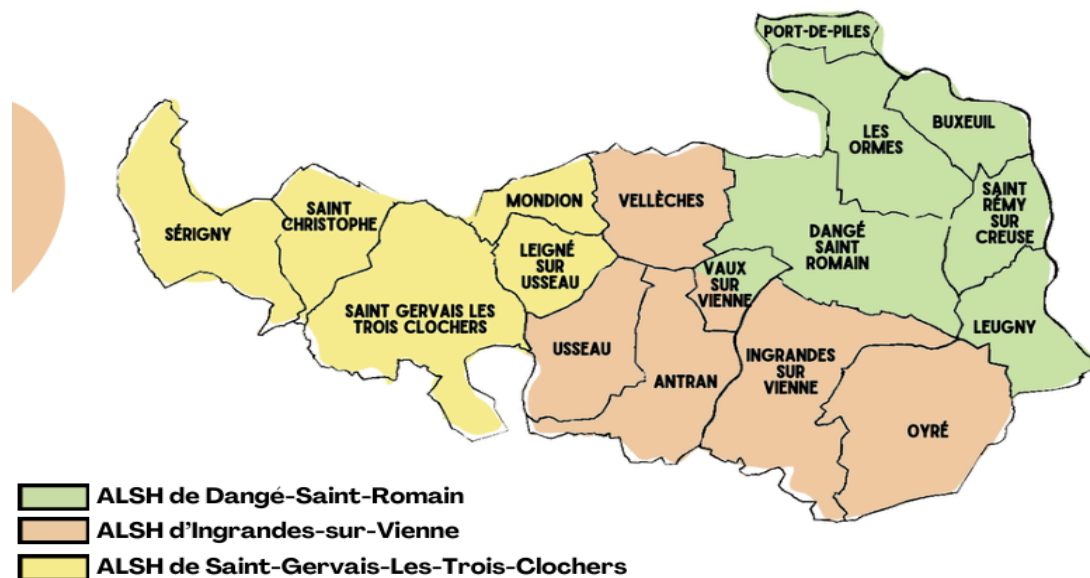 PORT-DE-PILES
LES
ORMES
BUXEUIL
SAINT
RÉMY
SUR
CREUSE
MONDION
VELLÈCHES
SAINT
CHRISTOPHE
SÉRIGNY
LEIGNÉ
SUR
USSEAU
DANGÉ
SAINT
ROMAIN
VAUX
SUR
VIENNE
SAINT GERVAIS LES
TROIS CLOCHERS
LEUGNY
USSEAU
ANTRAN
INGRANDES
SUR
VIENNE
OYRÉ
ALSH de Dangé-Saint-Romain
ALSH d'Ingrandes-sur-Vienne
ALSH de Saint-Gervais-Les-Trois-Clochers